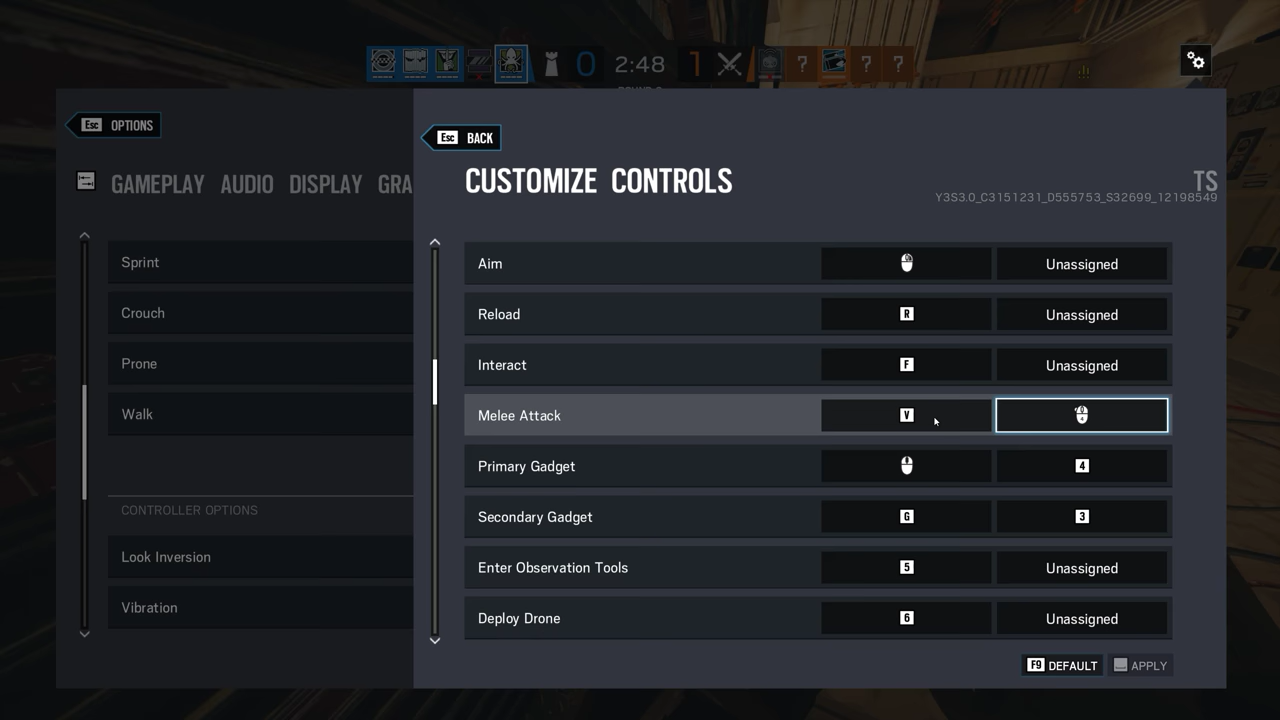 0 2:48 1 ? ? ?
Esc OPTIONS
Esc BACK
GAMEPLAY AUDIO DISPLAY GRA
CUSTOMIZE CONTROLS
TS
Y3S3.0_C3151231_D555753_S32699_12198549
Sprint
Crouch
Prone
Walk
CONTROLLER OPTIONS
Look Inversion
Vibration
Aim Unassigned
Reload R Unassigned
Interact F Unassigned
Melee Attack V 4
Primary Gadget 4
Secondary Gadget G 3
Enter Observation Tools 5 Unassigned
Deploy Drone 6 Unassigned
F9 DEFAULT APPLY